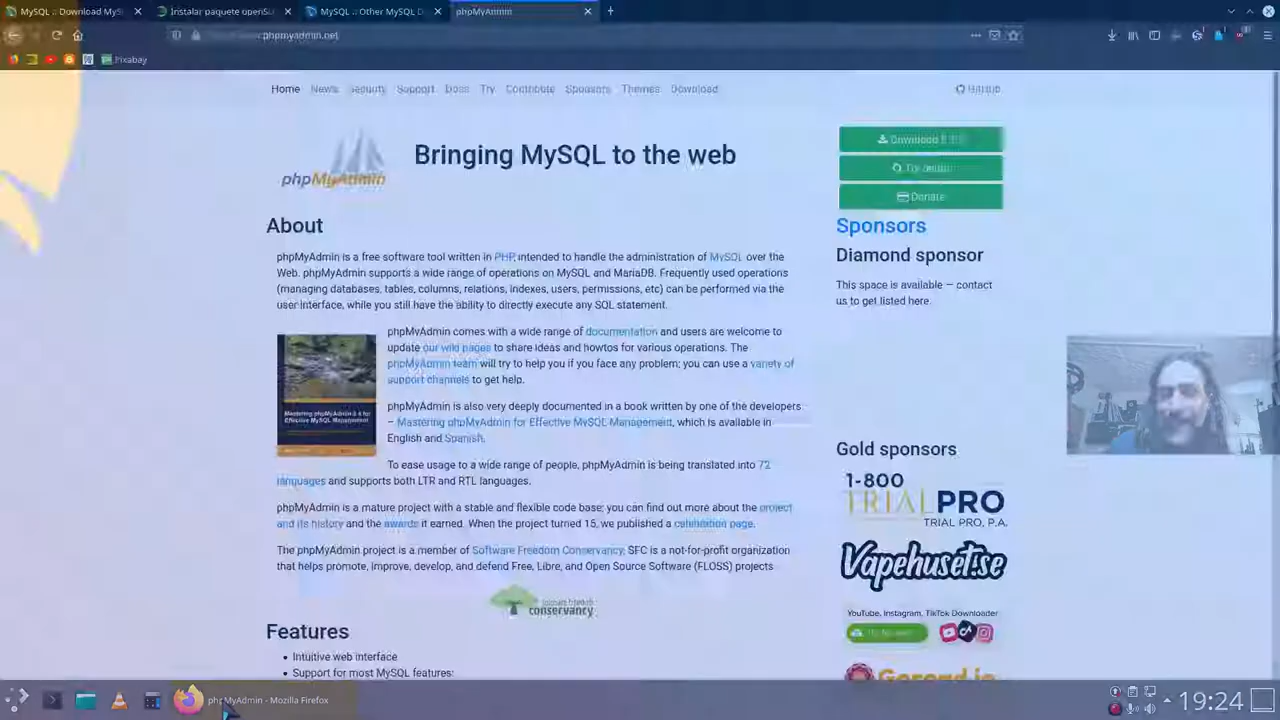 MySQL :: Download MyS
Instalar paquete openSu
MySQL :: Other MySQL D
phpMyAdmin
phpmyadmin.net
Pixabay
Home News Security Support Docs Try Contribute Sponsors Themes Download
GitHub
phpMyAdmin
Bringing MySQL to the web
Download
Try demo
Donate
About
phpMyAdmin is a free software tool written in PHP, intended to handle the administration of MySQL over the
Web. phpMyAdmin supports a wide range of operations on MySQL and MariaDB. Frequently used operations
(managing databases, tables, columns, relations, indexes, users, permissions, etc) can be performed via the
user interface, while you still have the ability to directly execute any SQL statement.
phpMyAdmin comes with a wide range of documentation and users are welcome to
update our wiki pages to share ideas and howtos for various operations. The
phpMyAdmin team will try to help you if you face any problem; you can use a variety of
support channels to get help.
Mastering phpMyAdmin 3.4 for
Effective MySQL Management
phpMyAdmin is also very deeply documented in a book written by one of the developers
– Mastering phpMyAdmin for Effective MySQL Management, which is available in
English and Spanish.
To ease usage to a wide range of people, phpMyAdmin is being translated into 72
languages and supports both LTR and RTL languages.
phpMyAdmin is a mature project with a stable and flexible code base; you can find out more about the project
and its history and the awards it earned. When the project turned 15, we published a celebration page.
The phpMyAdmin project is a member of Software Freedom Conservancy. SFC is a not-for-profit organization
that helps promote, improve, develop, and defend Free, Libre, and Open Source Software (FLOSS) projects
software freedom
conservancy
Features
Intuitive web interface
Support for most MySQL features:
Sponsors
Diamond sponsor
This space is available — contact
us to get listed here.
Gold sponsors
1-800
TRIALPRO
TRIAL PRO, P.A.
Vapehuset.se
YouTube, Instagram, TikTok Downloader
phpMyAdmin - Mozilla Firefox
19:24